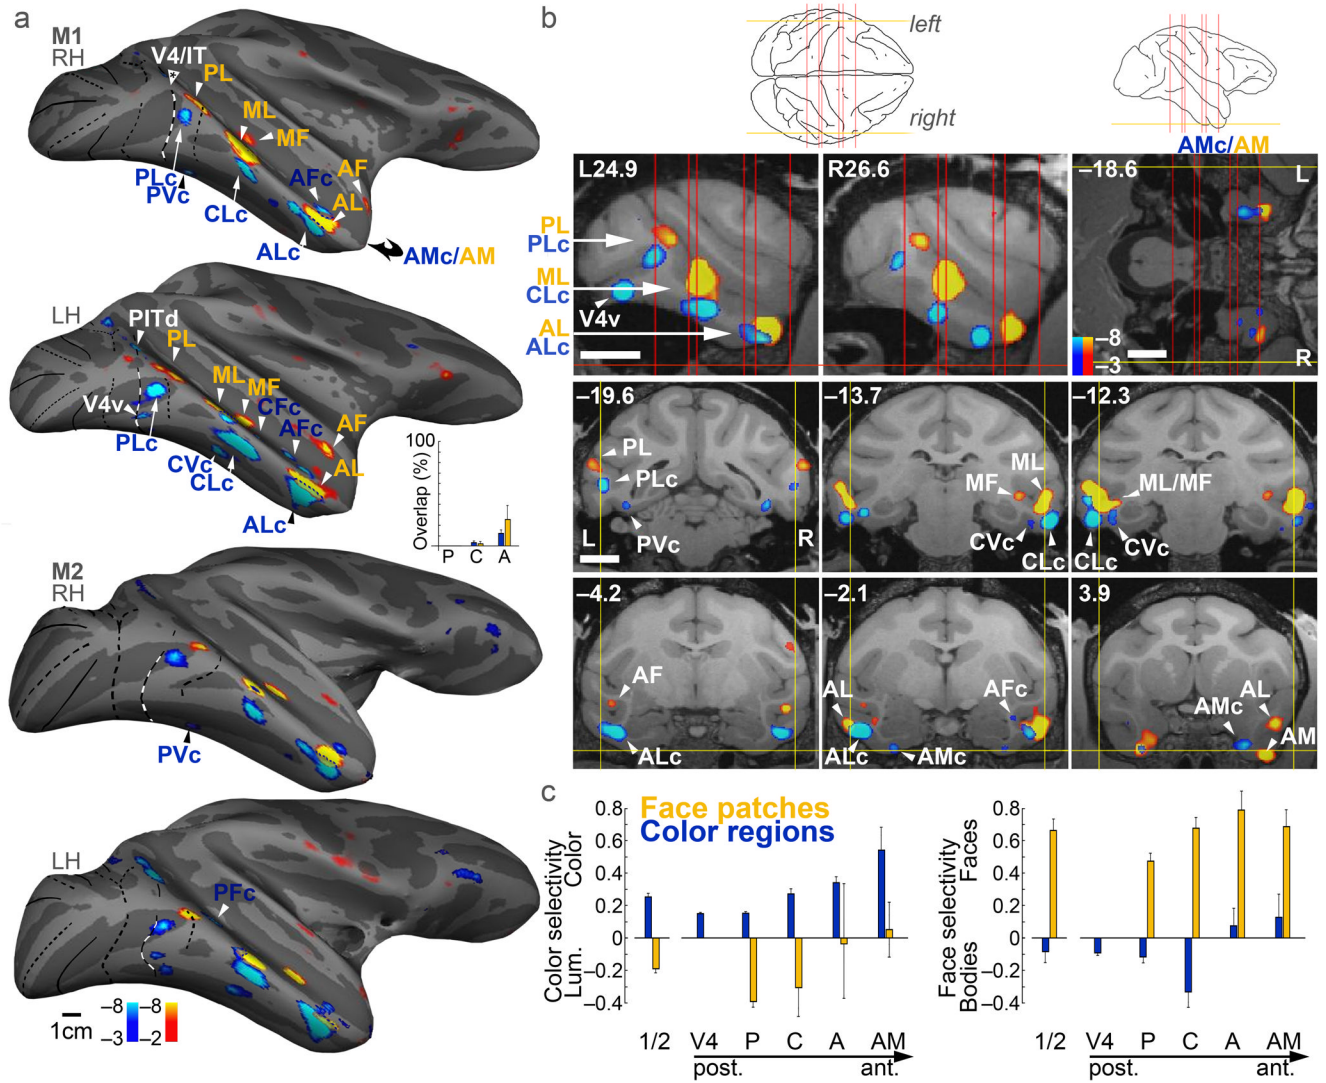 a
M1
RH
V4/IT
*
PL
ML
MF
AFc
AF
AL
PLc
PVc
CLc
ALc
AMc/AM
LH
PITd
PL
ML
MF
CFc
AFc
AF
AL
V4v
PLc
CVc
CLc
ALc
Overlap (%)
100
P C A
M2
RH
PVc
LH
PFc
1cm
–8 –8
–3 –2
b
left
right
AMc/AM
L24.9
PL
PLc
ML
CLc
V4v
AL
ALc
R26.6
–18.6
L
–8
–3
R
–19.6
PL
PLc
PVc
L R
–13.7
MF
ML
CVc
CLc
–12.3
ML/MF
CVc
CLc
–4.2
AF
ALc
–2.1
AL
AFc
ALc
AMc
3.9
AMc
AL
AM
c
Face patches
Color regions
Color selectivity
Lum. Color
0.8
0.6
0.4
0.2
0
–0.2
–0.4
1/2 V4 P C A AM
post. ant.
Face selectivity
Bodies Faces
0.8
0.6
0.4
0.2
0
–0.2
–0.4
1/2 V4 P C A AM
post. ant.